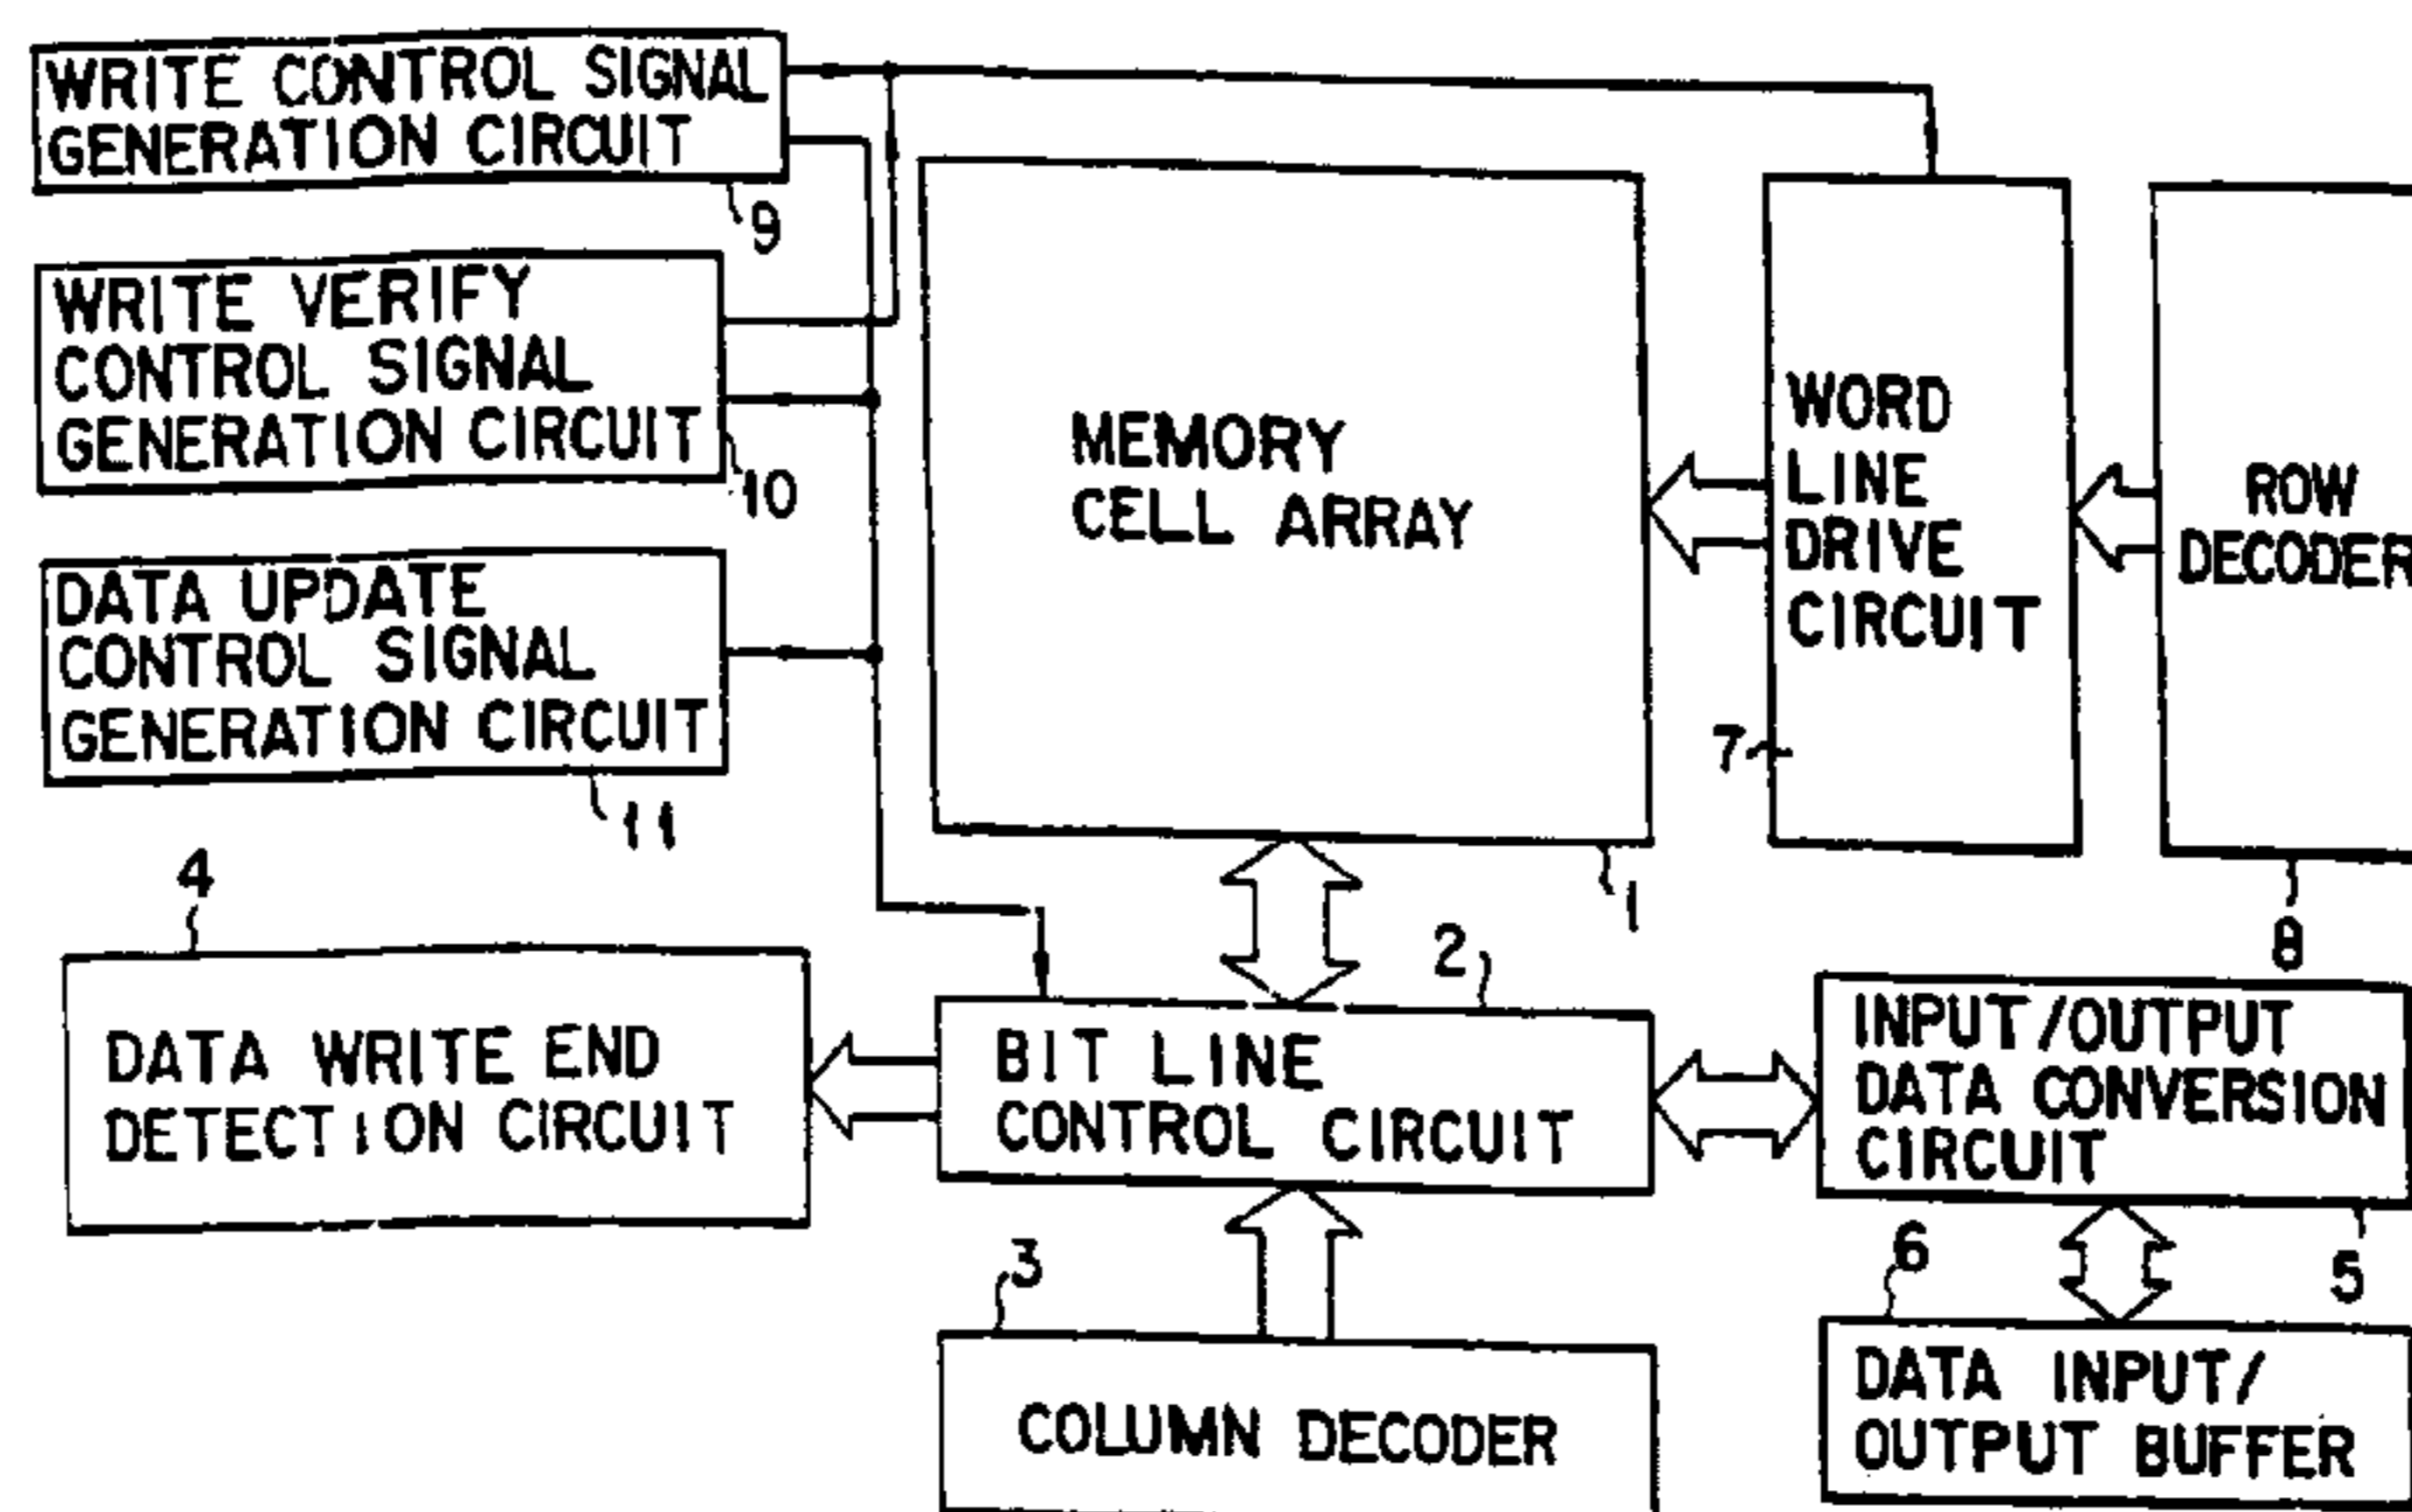 WRITE CONTROL SIGNAL
GENERATION CIRCUIT
9
WRITE VERIFY
CONTROL SIGNAL
GENERATION CIRCUIT
10
DATA UPDATE
CONTROL SIGNAL
GENERATION CIRCUIT
11
MEMORY
CELL ARRAY
1
WORD
LINE
DRIVE
CIRCUIT
7
ROW
DECODER
8
4
DATA WRITE END
DETECTION CIRCUIT
2
BIT LINE
CONTROL CIRCUIT
INPUT/OUTPUT
DATA CONVERSION
CIRCUIT
5
3
COLUMN DECODER
6
DATA INPUT/
OUTPUT BUFFER